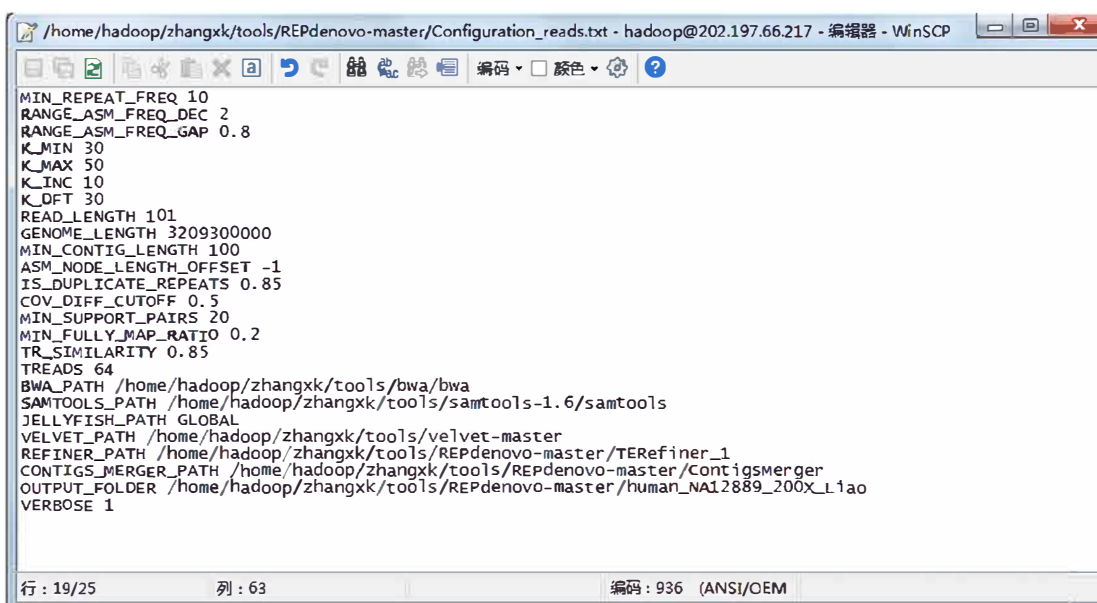 /home/hadoop/zhangxk/tools/REPdenovo-master/Configuration_reads.txt - hadoop@202.197.66.217 - 编辑器 - WinSCP
编码 颜色
MIN_REPEAT_FREQ 10
RANGE_ASM_FREQ_DEC 2
RANGE_ASM_FREQ_GAP 0.8
K_MIN 30
K_MAX 50
K_INC 10
K_DFT 30
READ_LENGTH 101
GENOME_LENGTH 3209300000
MIN_CONTIG_LENGTH 100
ASM_NODE_LENGTH_OFFSET -1
IS_DUPLICATE_REPEATS 0.85
COV_DIFF_CUTOFF 0.5
MIN_SUPPORT_PAIRS 20
MIN_FULLY_MAP_RATIO 0.2
TR_SIMILARITY 0.85
TREADS 64
BWA_PATH /home/hadoop/zhangxk/tools/bwa/bwa
SAMTOOLS_PATH /home/hadoop/zhangxk/tools/samtools-1.6/samtools
JELLYFISH_PATH GLOBAL
VELVET_PATH /home/hadoop/zhangxk/tools/velvet-master
REFINER_PATH /home/hadoop/zhangxk/tools/REPdenovo-master/TERefiner_1
CONTIGS_MERGER_PATH /home/hadoop/zhangxk/tools/REPdenovo-master/ContigsMerger
OUTPUT_FOLDER /home/hadoop/zhangxk/tools/REPdenovo-master/human_NA12889_200X_Liao
VERBOSE 1
行：19/25 列：63 编码：936 (ANSI/OEM